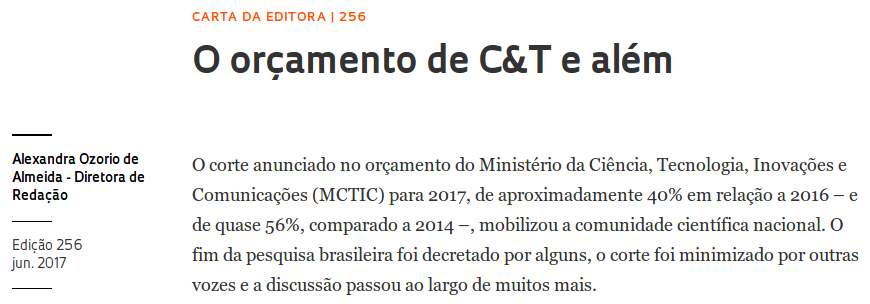 CARTA DA EDITORA | 256
O orçamento de C&T e além
Alexandra Ozorio de
Almeida - Diretora de
Redação
Edição 256
jun. 2017
O corte anunciado no orçamento do Ministério da Ciência, Tecnologia, Inovações e
Comunicações (MCTIC) para 2017, de aproximadamente 40% em relação a 2016 – e
de quase 56%, comparado a 2014 –, mobilizou a comunidade científica nacional. O
fim da pesquisa brasileira foi decretado por alguns, o corte foi minimizado por outras
vozes e a discussão passou ao largo de muitos mais.